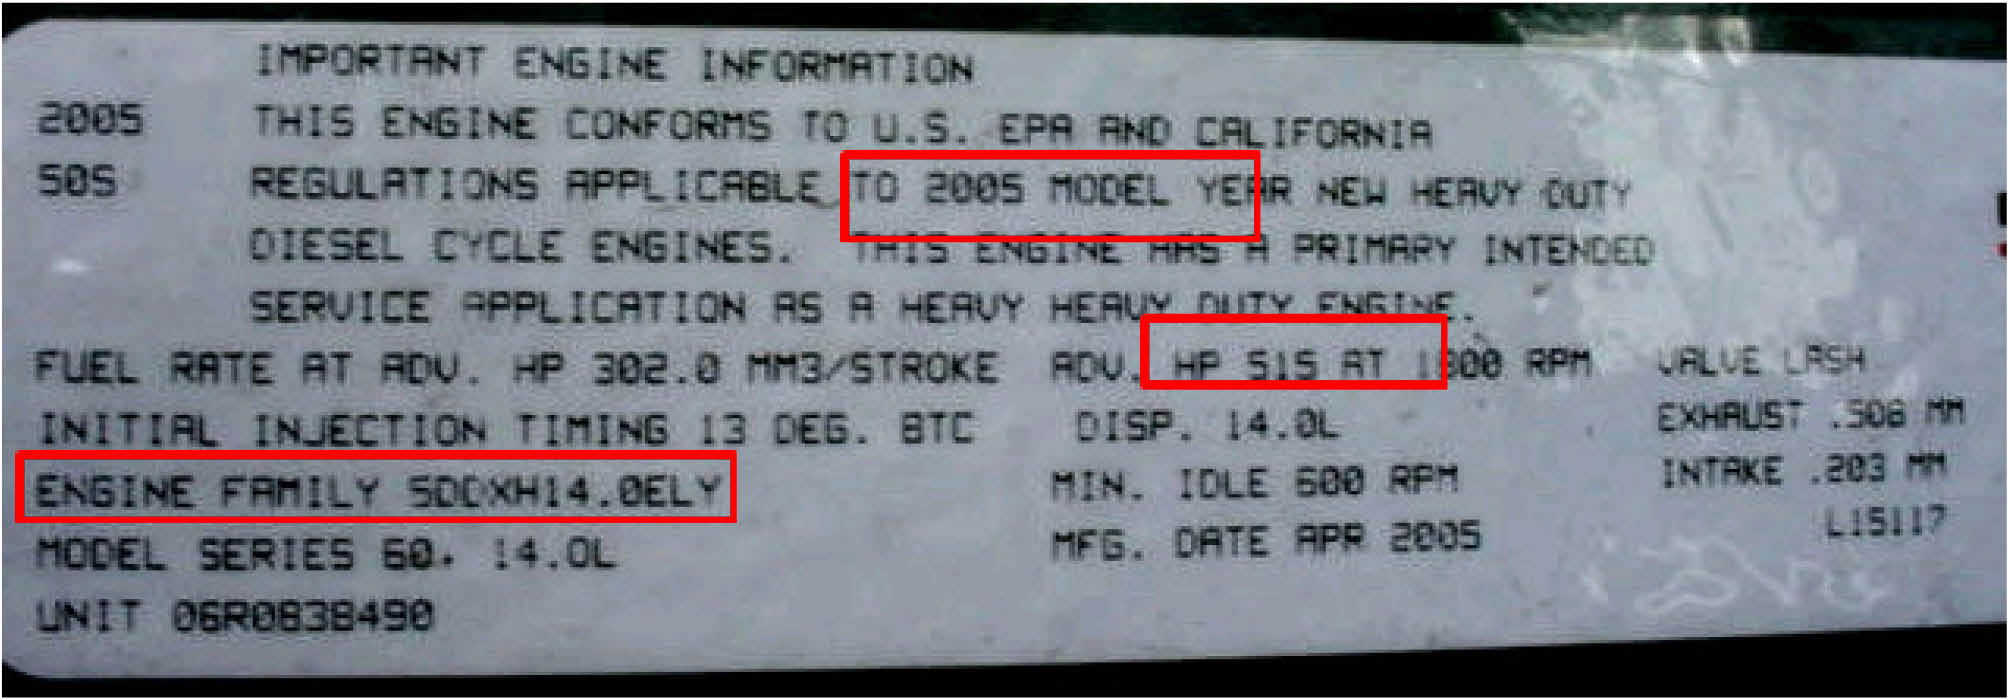 IMPORTANT ENGINE INFORMATION
2005 THIS ENGINE CONFORMS TO U.S. EPA AND CALIFORNIA
50S REGULATIONS APPLICABLE TO 2005 MODEL YEAR NEW HEAVY DUTY
DIESEL CYCLE ENGINES. THIS ENGINE HAS A PRIMARY INTENDED
SERVICE APPLICATION AS A HEAVY HEAVY DUTY ENGINE.
FUEL RATE AT ADV. HP 302.0 MM3/STROKE ADV. HP 515 AT 1800 RPM VALVE LASH
INITIAL INJECTION TIMING 13 DEG. BTC DISP. 14.0L EXHAUST .508 MM
ENGINE FAMILY 5DDXH14.0ELY MIN. IDLE 600 RPM INTAKE .203 MM
MODEL SERIES 60. 14.0L MFG. DATE APR 2005 L15117
UNIT 06R0838490